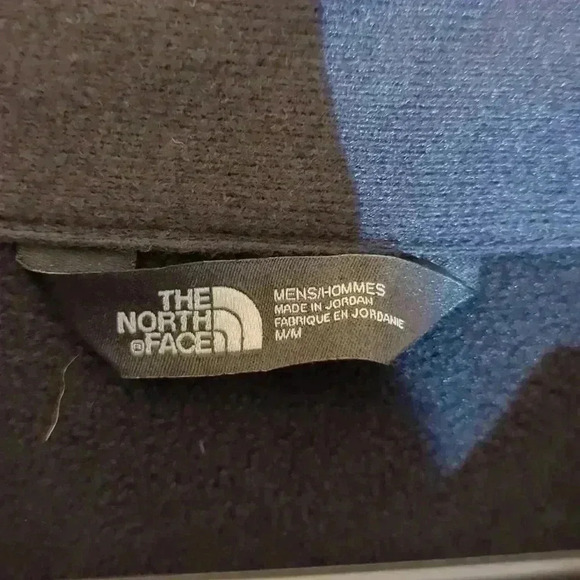 THE
NORTH
®FACE
MENS/HOMMES
MADE IN JORDAN
FABRIQUE EN JORDANIE
M/M